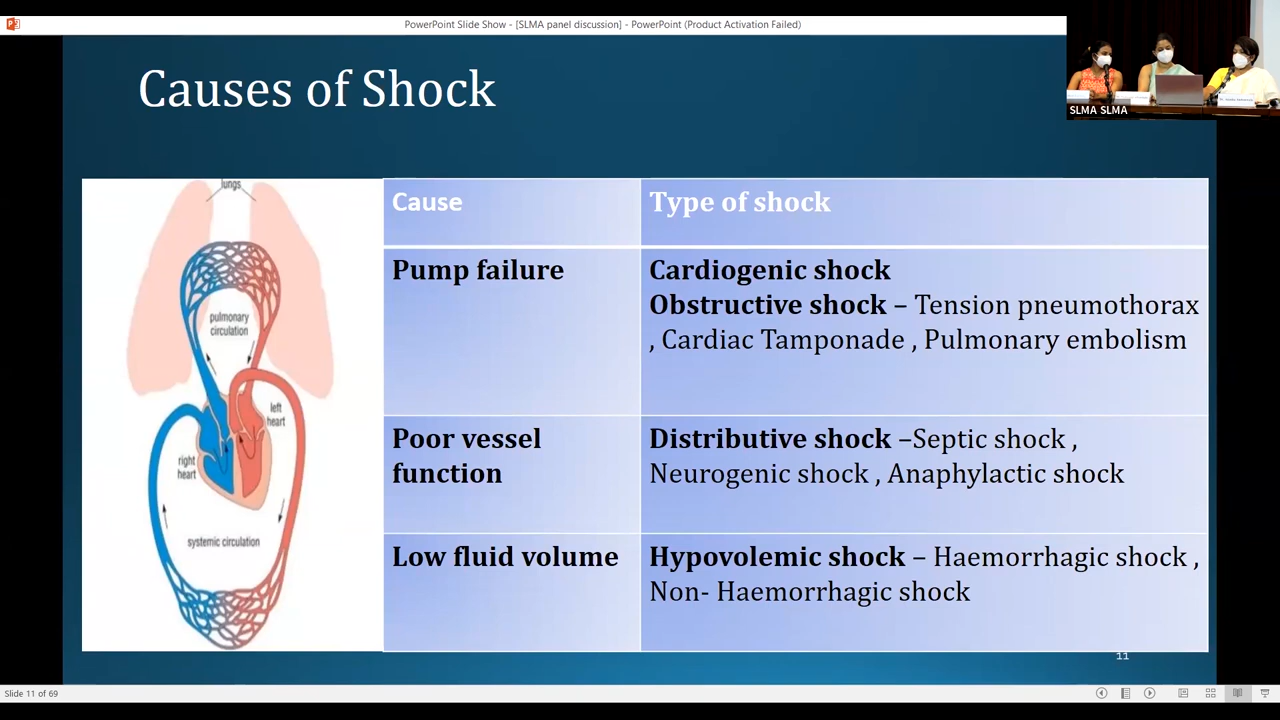 PowerPoint Slide Show - [SLMA panel discussion] - PowerPoint (Product Activation Failed)
SLMA SLMA
Causes of Shock
lungs
pulmonary
circulation
left
heart
right
heart
systemic circulation
Cause
Type of shock
Pump failure
Cardiogenic shock
Obstructive shock – Tension pneumothorax
, Cardiac Tamponade , Pulmonary embolism
Poor vessel
function
Distributive shock –Septic shock ,
Neurogenic shock , Anaphylactic shock
Low fluid volume
Hypovolemic shock – Haemorrhagic shock ,
Non- Haemorrhagic shock
11
Slide 11 of 69